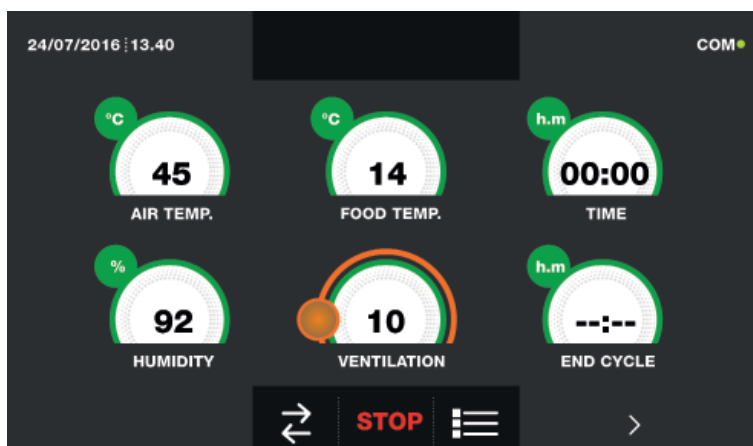 24/07/2016 13.40
COM
°C
°C
h.m
45
14
00:00
AIR TEMP.
FOOD TEMP.
TIME
%
h.m
92
10
--:--
HUMIDITY
VENTILATION
END CYCLE
STOP